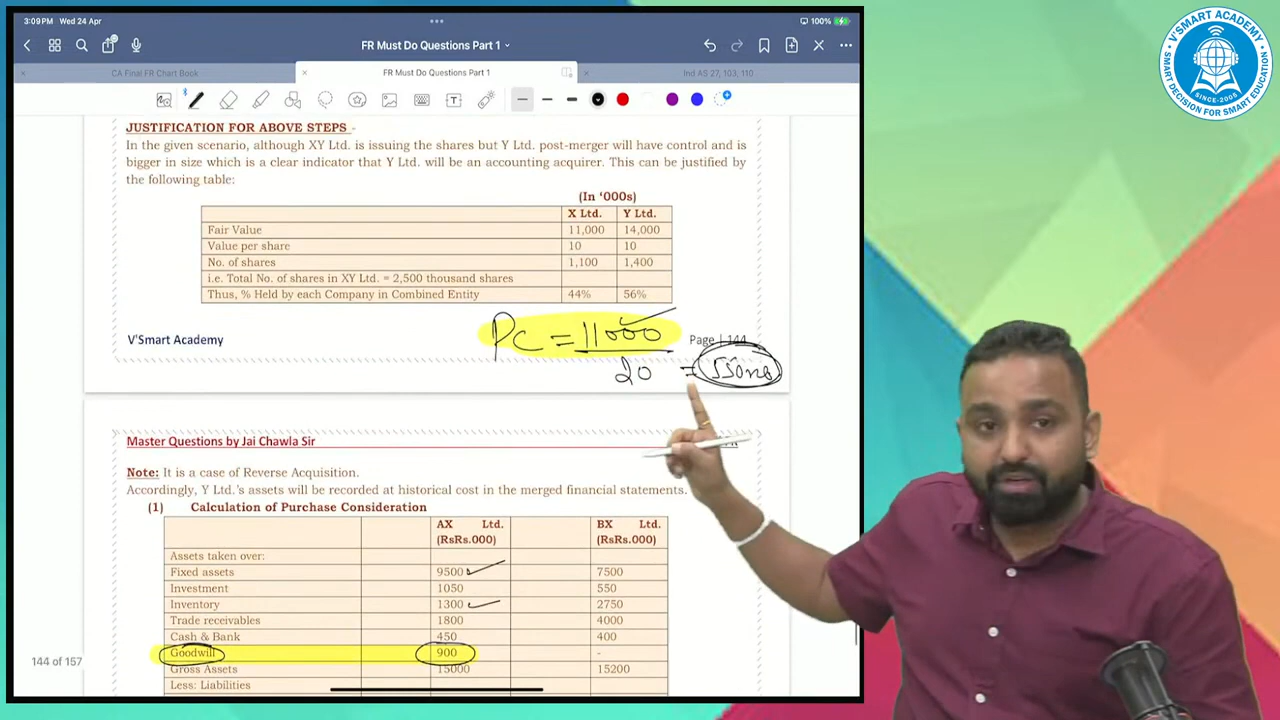 3:09 PM Wed 24 Apr
100%
FR Must Do Questions Part 1
CA Final FR Chart Book
FR Must Do Questions Part 1
Ind AS 27, 103, 110
JUSTIFICATION FOR ABOVE STEPS -
In the given scenario, although XY Ltd. is issuing the shares but Y Ltd. post-merger will have control and is
bigger in size which is a clear indicator that Y Ltd. will be an accounting acquirer. This can be justified by
the following table:
(In '000s)
X Ltd. Y Ltd.
Fair Value 11,000 14,000
Value per share 10 10
No. of shares 1,100 1,400
i.e. Total No. of shares in XY Ltd. = 2,500 thousand shares
Thus, % Held by each Company in Combined Entity 44% 56%
PC = 11000
V'Smart Academy Page | 144
20 = 550
Master Questions by Jai Chawla Sir
Note: It is a case of Reverse Acquisition.
Accordingly, Y Ltd.'s assets will be recorded at historical cost in the merged financial statements.
(1) Calculation of Purchase Consideration
AX Ltd. BX Ltd.
(RsRs.000) (RsRs.000)
Assets taken over:
Fixed assets 9500 7500
Investment 1050 550
Inventory 1300 2750
Trade receivables 1800 4000
Cash & Bank 450 400
Goodwill 900 -
Gross Assets 15000 15200
Less: Liabilities
144 of 157
V'SMART ACADEMY
SMART DECISION FOR SMART EDUCATION
SINCE-2008